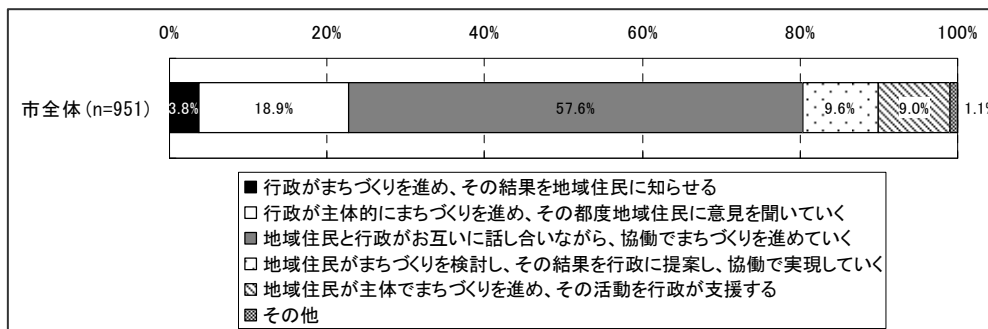 0% 20% 40% 60% 80% 100%
市全体(n=951) 3.8% 18.9% 57.6% 9.6% 9.0% 1.1%
行政がまちづくりを進め、その結果を地域住民に知らせる
行政が主体的にまちづくりを進め、その都度地域住民に意見を聞いていく
地域住民と行政がお互いに話し合いながら、協働でまちづくりを進めていく
地域住民がまちづくりを検討し、その結果を行政に提案し、協働で実現していく
地域住民が主体でまちづくりを進め、その活動を行政が支援する
その他